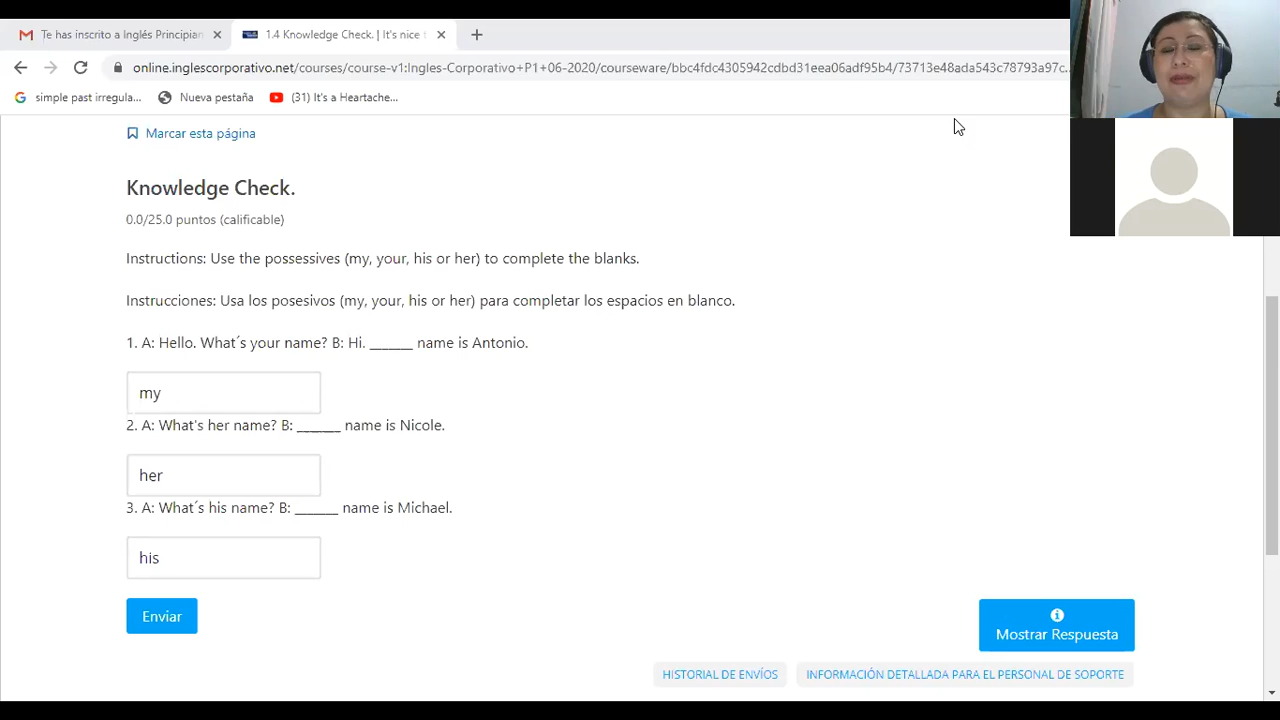 Te has inscrito a Inglés Principian
1.4 Knowledge Check. | It's nice t
online.inglescorporativo.net/courses/course-v1:Ingles-Corporativo+P1+06-2020/courseware/bbc4fdc4305942cdbd31eea06adf95b4/73713e48ada543c78793a97c...
simple past irregula...
Nueva pestaña
(31) It's a Heartache...
Marcar esta página
Knowledge Check.
0.0/25.0 puntos (calificable)
Instructions: Use the possessives (my, your, his or her) to complete the blanks.
Instrucciones: Usa los posesivos (my, your, his or her) para completar los espacios en blanco.
1. A: Hello. What´s your name? B: Hi. _______ name is Antonio.
my
2. A: What's her name? B: _______ name is Nicole.
her
3. A: What´s his name? B: _______ name is Michael.
his
Enviar
Mostrar Respuesta
HISTORIAL DE ENVÍOS
INFORMACIÓN DETALLADA PARA EL PERSONAL DE SOPORTE